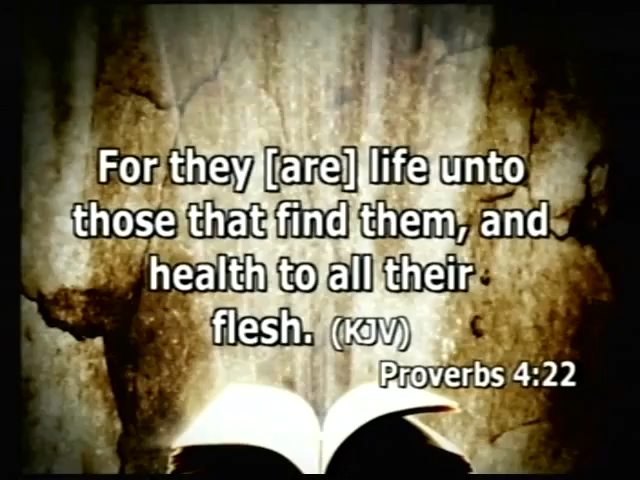 For they [are] life unto
those that find them, and
health to all their
flesh. (KJV)
Proverbs 4:22